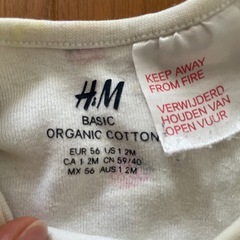 H&M
BASIC
ORGANIC COTTON
EUR 56 US 1 2M
CA 1 2M CN 59/40
MX 56 AUS 1 2M
KEEP AWAY
FROM FIRE
VERWIJDERD
HOUDEN VAN
OPEN VUUR